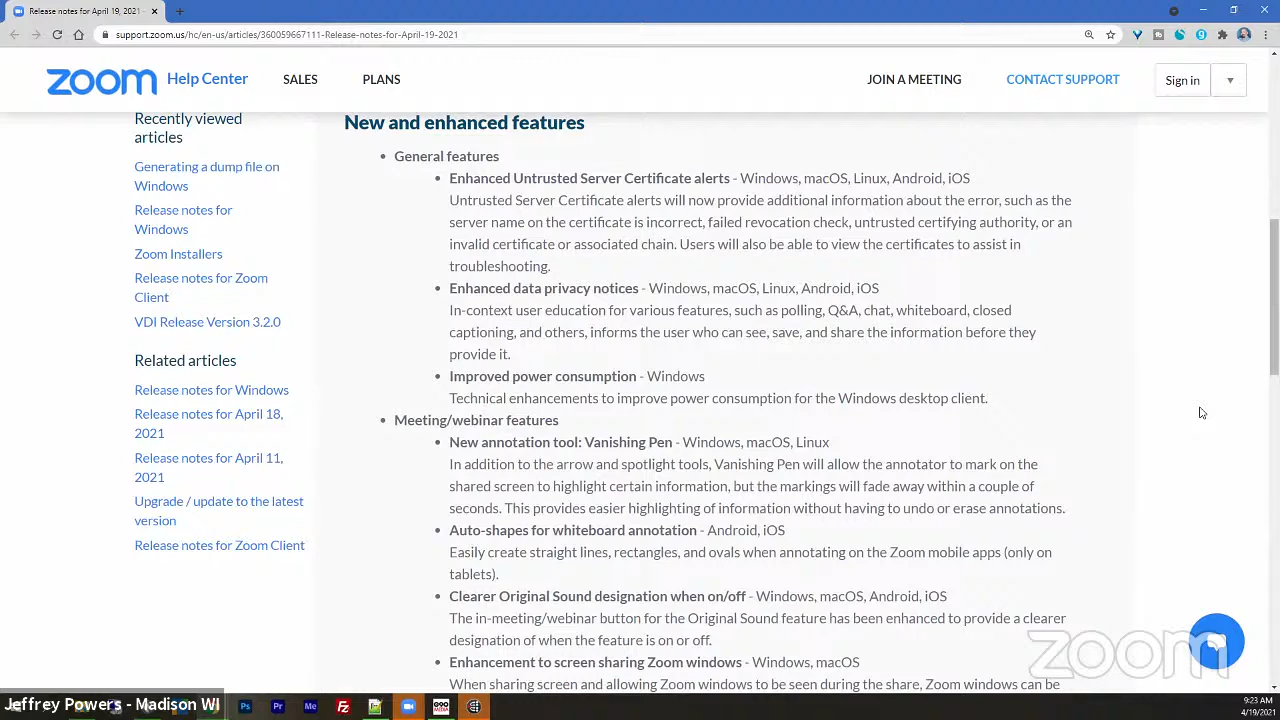 Release notes for April 19, 2021 -
support.zoom.us/hc/en-us/articles/360059667111-Release-notes-for-April-19-2021
zoom Help Center SALES PLANS JOIN A MEETING CONTACT SUPPORT Sign in
Recently viewed
articles
Generating a dump file on
Windows
Release notes for
Windows
Zoom Installers
Release notes for Zoom
Client
VDI Release Version 3.2.0
Related articles
Release notes for Windows
Release notes for April 18,
2021
Release notes for April 11,
2021
Upgrade / update to the latest
version
Release notes for Zoom Client
New and enhanced features
• General features
• Enhanced Untrusted Server Certificate alerts - Windows, macOS, Linux, Android, iOS
Untrusted Server Certificate alerts will now provide additional information about the error, such as the
server name on the certificate is incorrect, failed revocation check, untrusted certifying authority, or an
invalid certificate or associated chain. Users will also be able to view the certificates to assist in
troubleshooting.
• Enhanced data privacy notices - Windows, macOS, Linux, Android, iOS
In-context user education for various features, such as polling, Q&A, chat, whiteboard, closed
captioning, and others, informs the user who can see, save, and share the information before they
provide it.
• Improved power consumption - Windows
Technical enhancements to improve power consumption for the Windows desktop client.
• Meeting/webinar features
• New annotation tool: Vanishing Pen - Windows, macOS, Linux
In addition to the arrow and spotlight tools, Vanishing Pen will allow the annotator to mark on the
shared screen to highlight certain information, but the markings will fade away within a couple of
seconds. This provides easier highlighting of information without having to undo or erase annotations.
• Auto-shapes for whiteboard annotation - Android, iOS
Easily create straight lines, rectangles, and ovals when annotating on the Zoom mobile apps (only on
tablets).
• Clearer Original Sound designation when on/off - Windows, macOS, Android, iOS
The in-meeting/webinar button for the Original Sound feature has been enhanced to provide a clearer
designation of when the feature is on or off.
• Enhancement to screen sharing Zoom windows - Windows, macOS
When sharing screen and allowing Zoom windows to be seen during the share, Zoom windows can be
zoom
Jeffrey Powers - Madison WI
Ps Pr Me Fz
9:23 AM
4/19/2021